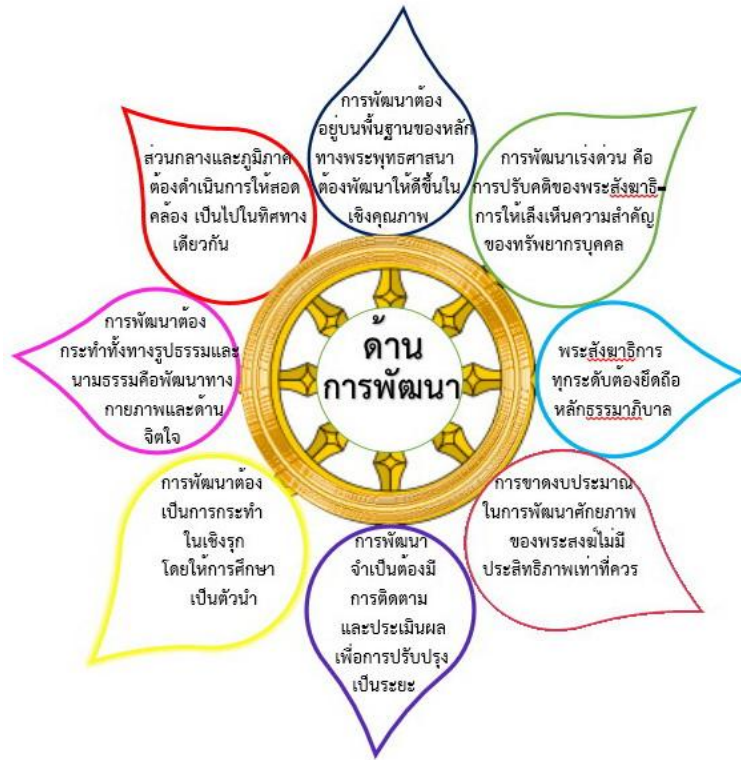 การพัฒนาต้อง
อยู่บนพื้นฐานของหลัก
ทางพระพุทธศาสนา
ต้องพัฒนาให้ดีขึ้นใน
เชิงคุณภาพ
การพัฒนาเร่งด่วน คือ
การปรับคติของพระสังฆาธิ-
การให้เล็งเห็นความสำคัญ
ของทรัพยากรบุคคล
พระสังฆาธิการ
ทุกระดับต้องยึดถือ
หลักธรรมาภิบาล
การขาดงบประมาณ
ในการพัฒนาศักยภาพ
ของพระสงฆ์ไม่มี
ประสิทธิภาพเท่าที่ควร
การพัฒนา
จำเป็นต้องมี
การติดตาม
และประเมินผล
เพื่อการปรับปรุง
เป็นระยะ
การพัฒนาต้อง
เป็นการกระทำ
ในเชิงรุก
โดยให้การศึกษา
เป็นตัวนำ
การพัฒนาต้อง
กระทำทั้งทางรูปธรรมและ
นามธรรมคือพัฒนาทาง
กายภาพและด้าน
จิตใจ
ส่วนกลางและภูมิภาค
ต้องดำเนินการให้สอด
คล้อง เป็นไปในทิศทาง
เดียวกัน
ด้าน
การพัฒนา